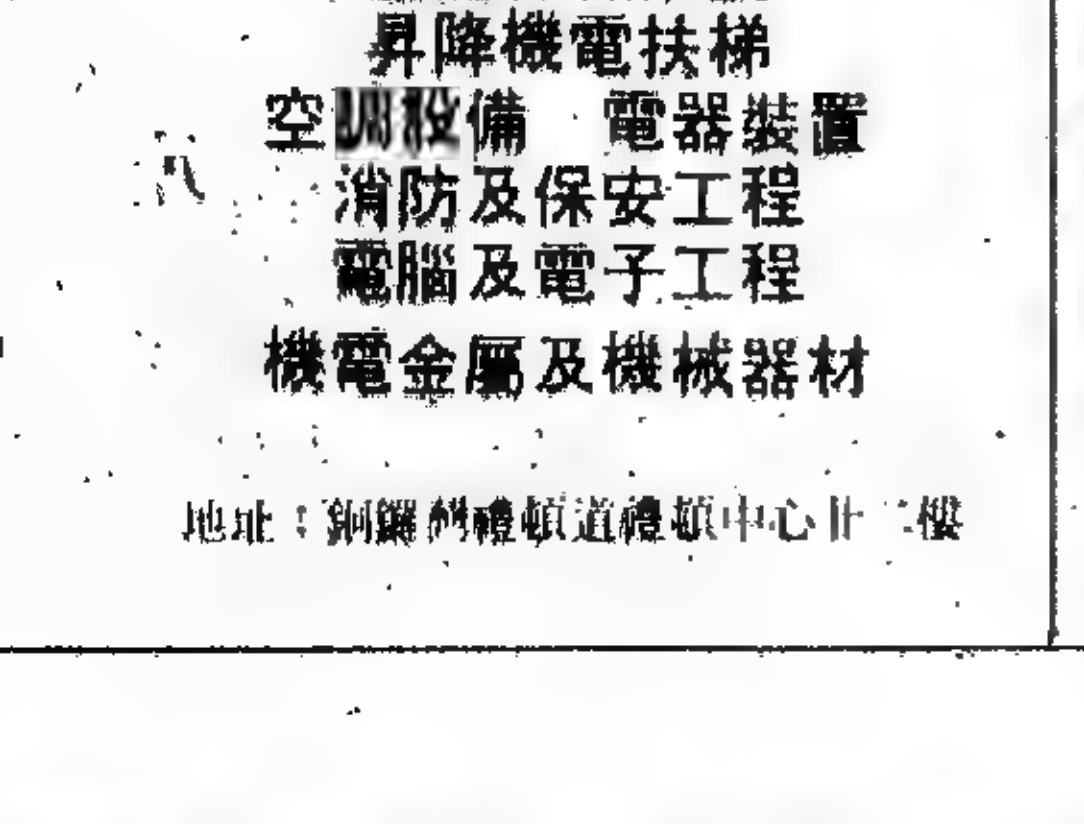 昇降機電扶梯
空調設備 電器裝置
消防及保安工程
電腦及電子工程
機電金屬及機械器材
地址：銅鑼灣禮頓道禮頓中心廿二樓